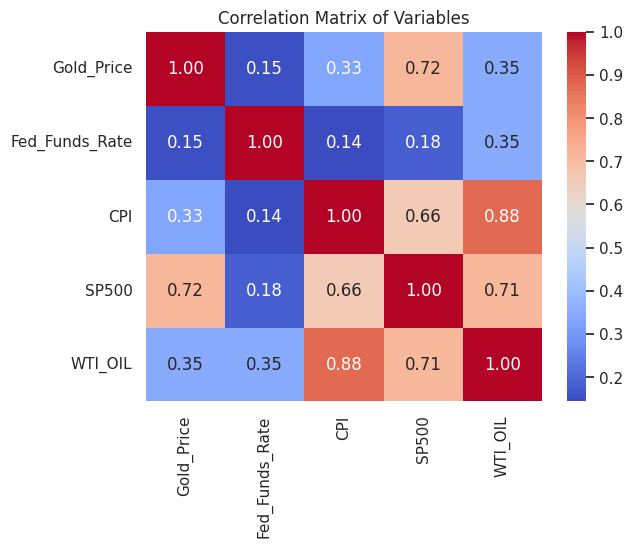 Correlation Matrix of Variables
Gold_Price 1.00 0.15 0.33 0.72 0.35
Fed_Funds_Rate 0.15 1.00 0.14 0.18 0.35
CPI 0.33 0.14 1.00 0.66 0.88
SP500 0.72 0.18 0.66 1.00 0.71
WTI_OIL 0.35 0.35 0.88 0.71 1.00
Gold_Price Fed_Funds_Rate CPI SP500 WTI_OIL
1.0
0.9
0.8
0.7
0.6
0.5
0.4
0.3
0.2